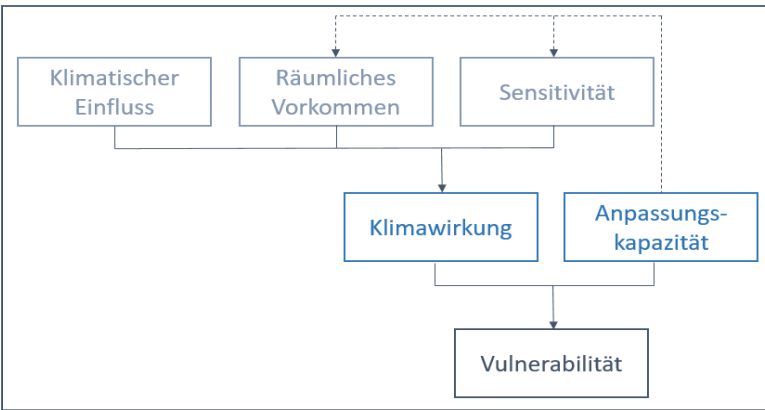 Klimatischer
Einfluss
Räumliches
Vorkommen
Sensitivität
Klimawirkung
Anpassungs-
kapazität
Vulnerabilität